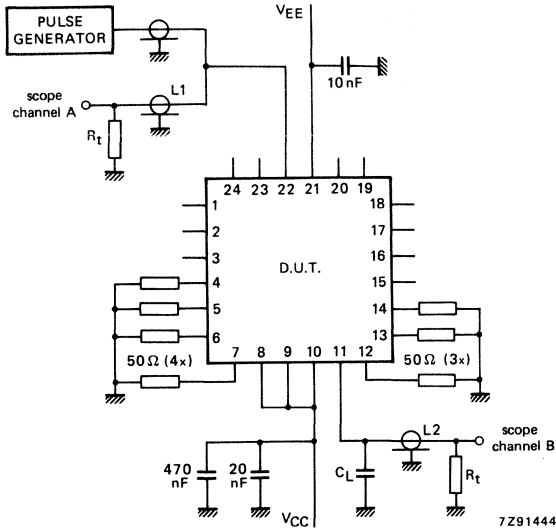 PULSE
GENERATOR
VEE
10 nF
scope
channel A
L1
Rt
24 23 22 21 20 19
1
2
3
4
5
6
18
17
16
15
14
13
D.U.T.
7 8 9 10 11 12
50 Ω (4x)
50 Ω (3x)
470
nF
20
nF
VCC
CL
L2
scope
channel B
Rt
7Z91444